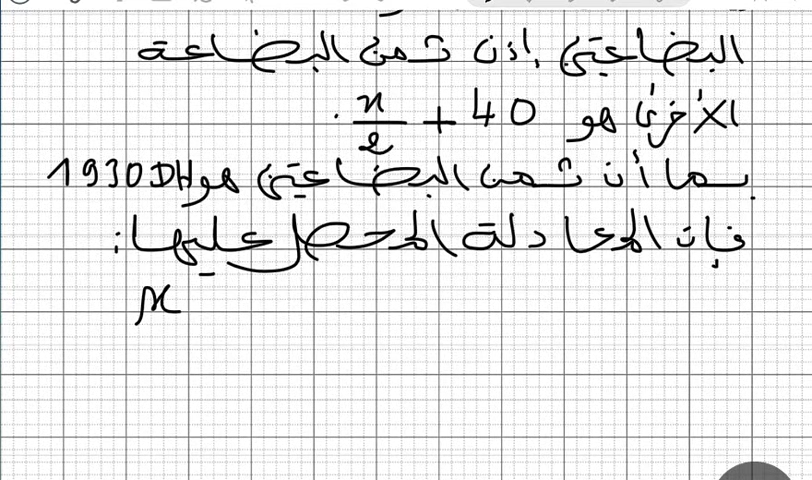 البضاعتين إذن ثمن البضاعة
الأخرى هو 40 + x/2 .
بما أن ثمن البضاعتين هو 1930DH
فإن المعادلة المحصل عليها:
x